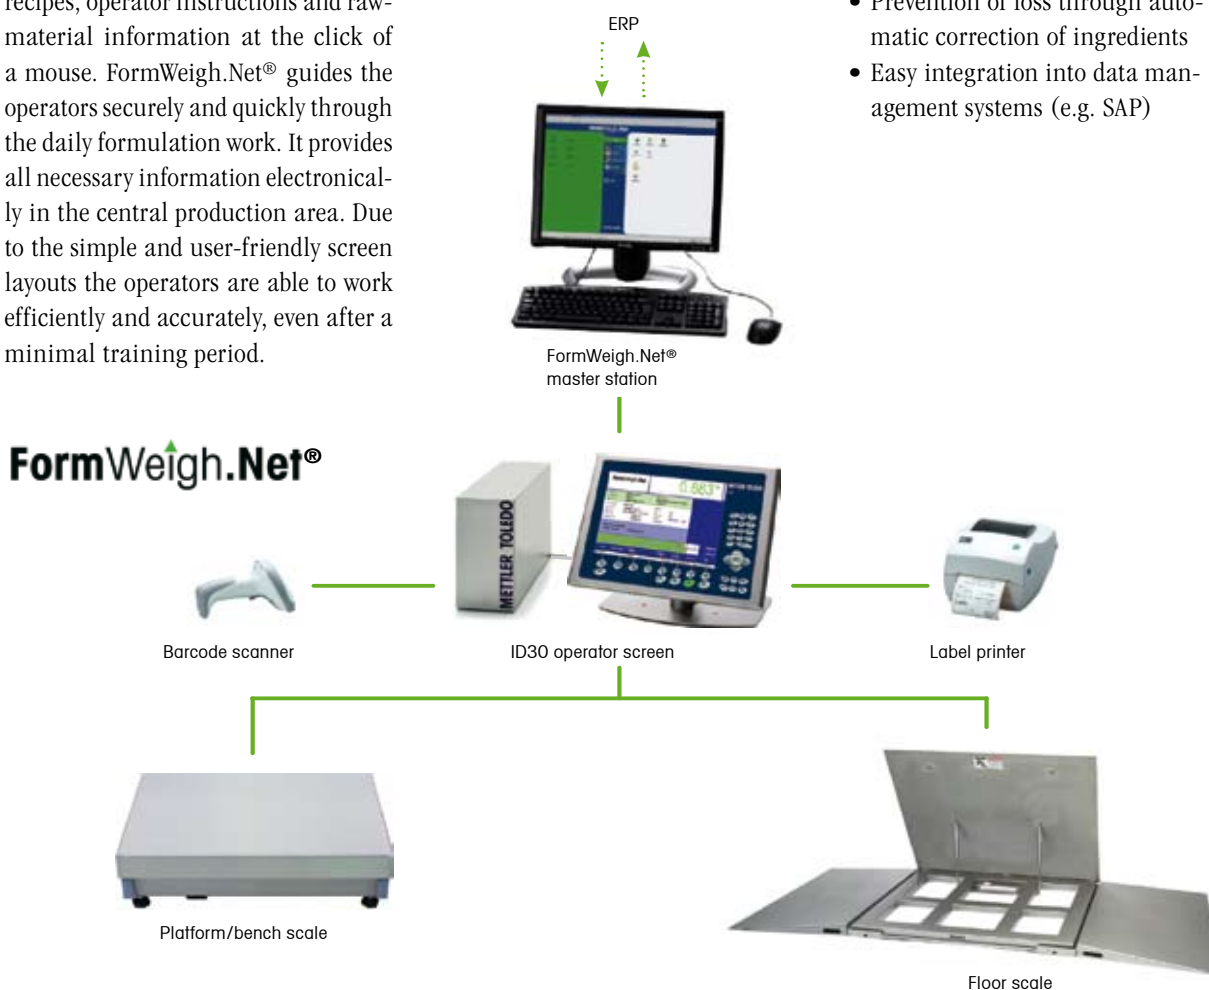 recipes, operator instructions and raw-
material information at the click of
a mouse. FormWeigh.Net® guides the
operators securely and quickly through
the daily formulation work. It provides
all necessary information electronical-
ly in the central production area. Due
to the simple and user-friendly screen
layouts the operators are able to work
efficiently and accurately, even after a
minimal training period.
• Prevention of loss through auto-
matic correction of ingredients
• Easy integration into data man-
agement systems (e.g. SAP)
ERP
FormWeigh.Net®
master station
FormWeigh.Net®
METTLER TOLEDO
Barcode scanner
ID30 operator screen
Label printer
Platform/bench scale
Floor scale